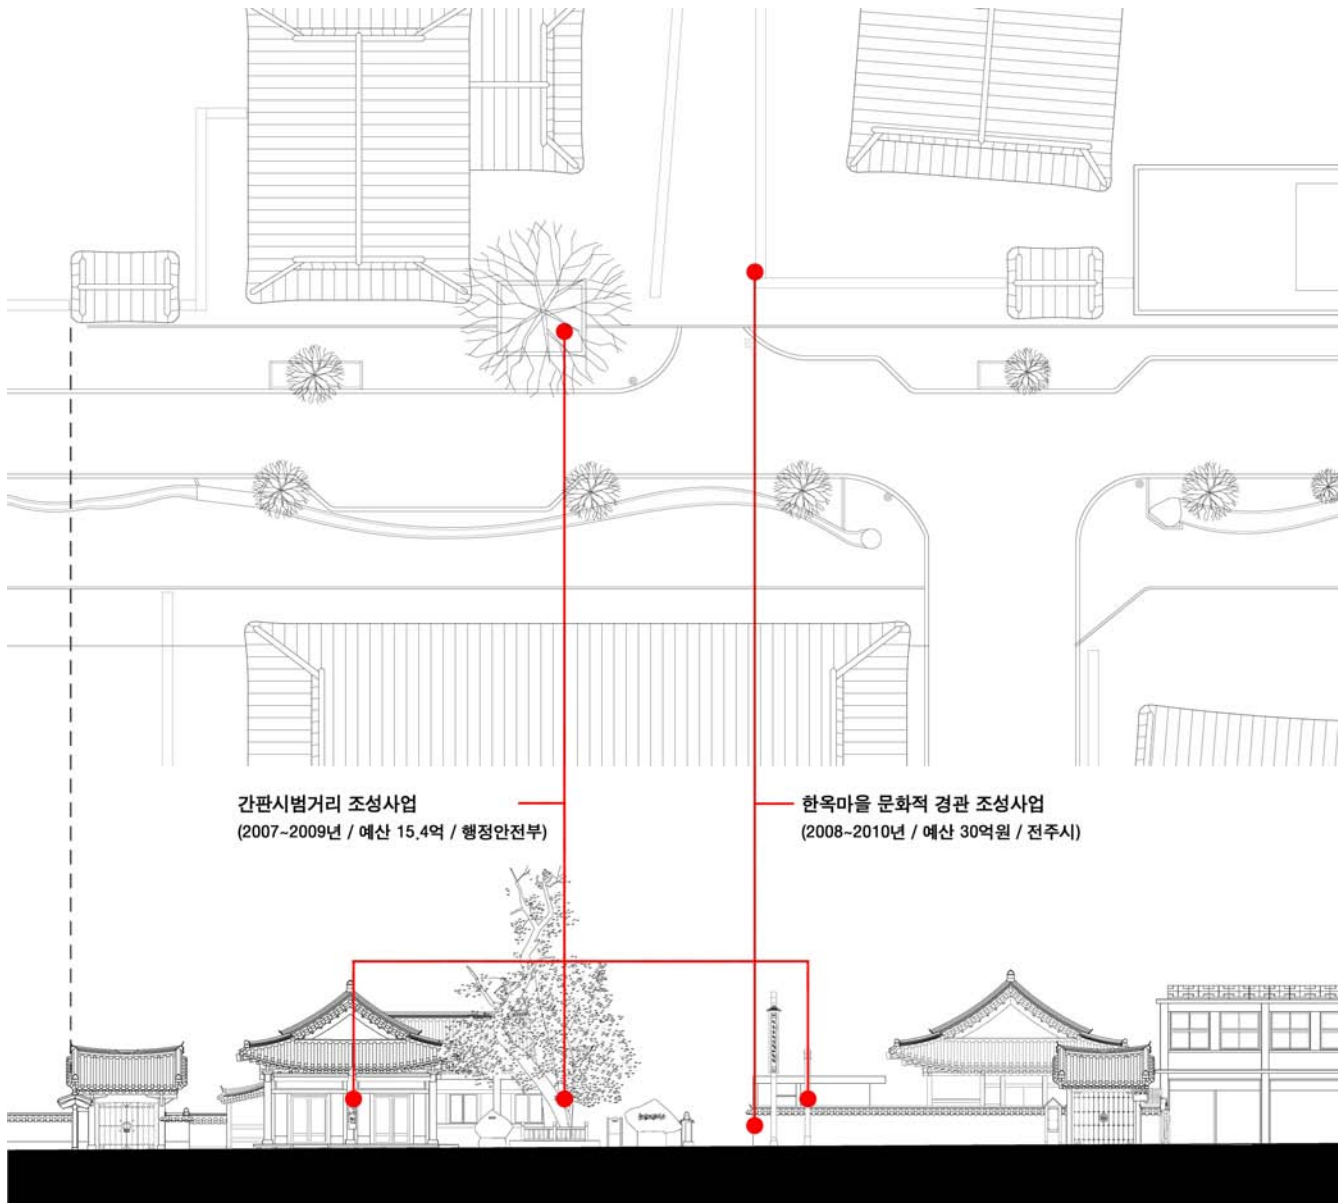 간판시범거리 조성사업
(2007~2009년 / 예산 15.4억 / 행정안전부)
한옥마을 문화적 경관 조성사업
(2008~2010년 / 예산 30억원 / 전주시)